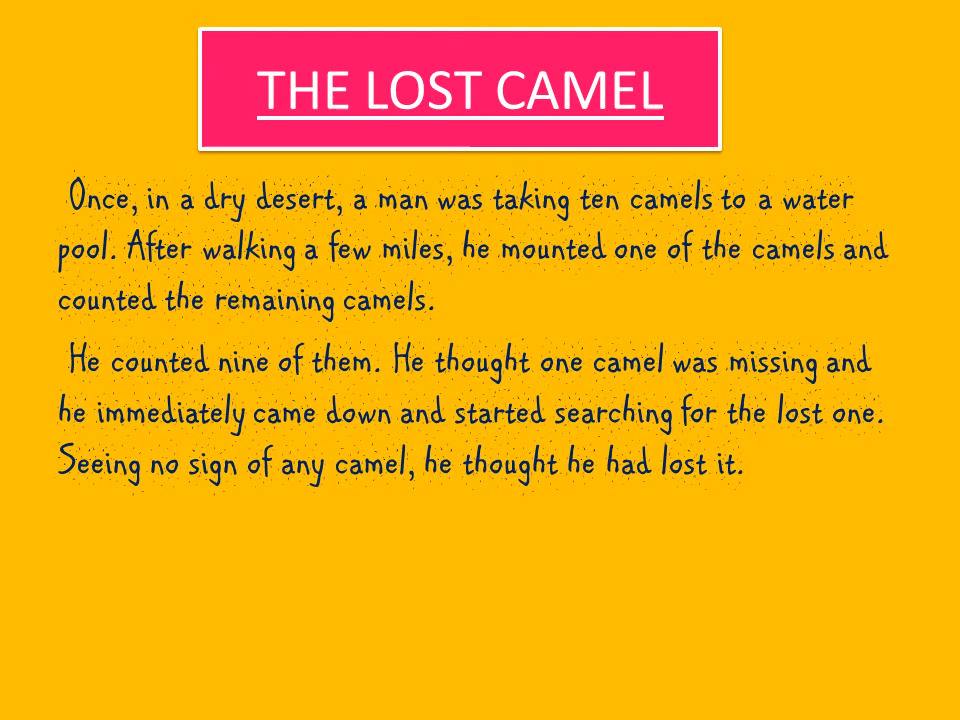 THE LOST CAMEL
Once, in a dry desert, a man was taking ten camels to a water
pool. After walking a few miles, he mounted one of the camels and
counted the remaining camels.
He counted nine of them. He thought one camel was missing and
he immediately came down and started searching for the lost one.
Seeing no sign of any camel, he thought he had lost it.